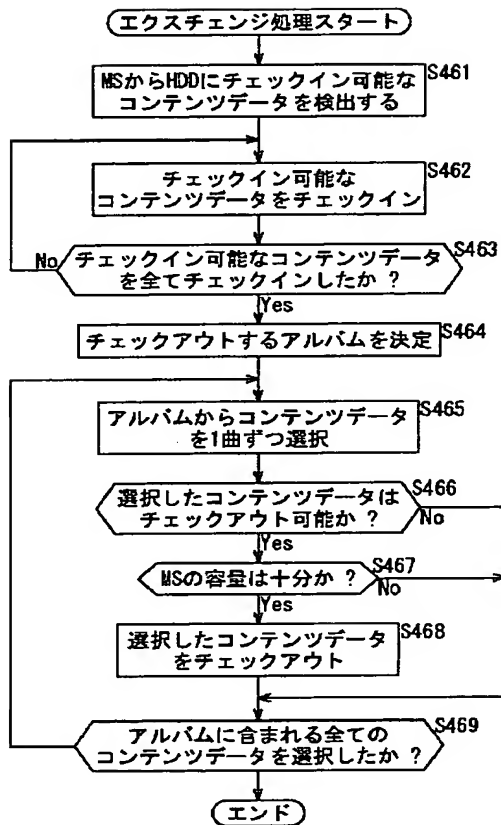 エクスチェンジ処理スタート
MSからHDDにチェックイン可能な
コンテンツデータを検出する
S461
チェックイン可能な
コンテンツデータをチェックイン
S462
チェックイン可能なコンテンツデータ
を全てチェックインしたか ?
S463
No
Yes
チェックアウトするアルバムを決定
S464
アルバムからコンテンツデータ
を1曲ずつ選択
S465
選択したコンテンツデータは
チェックアウト可能か ?
S466
No
Yes
MSの容量は十分か ?
S467
No
Yes
選択したコンテンツデータ
をチェックアウト
S468
アルバムに含まれる全ての
コンテンツデータを選択したか ?
S469
エンド